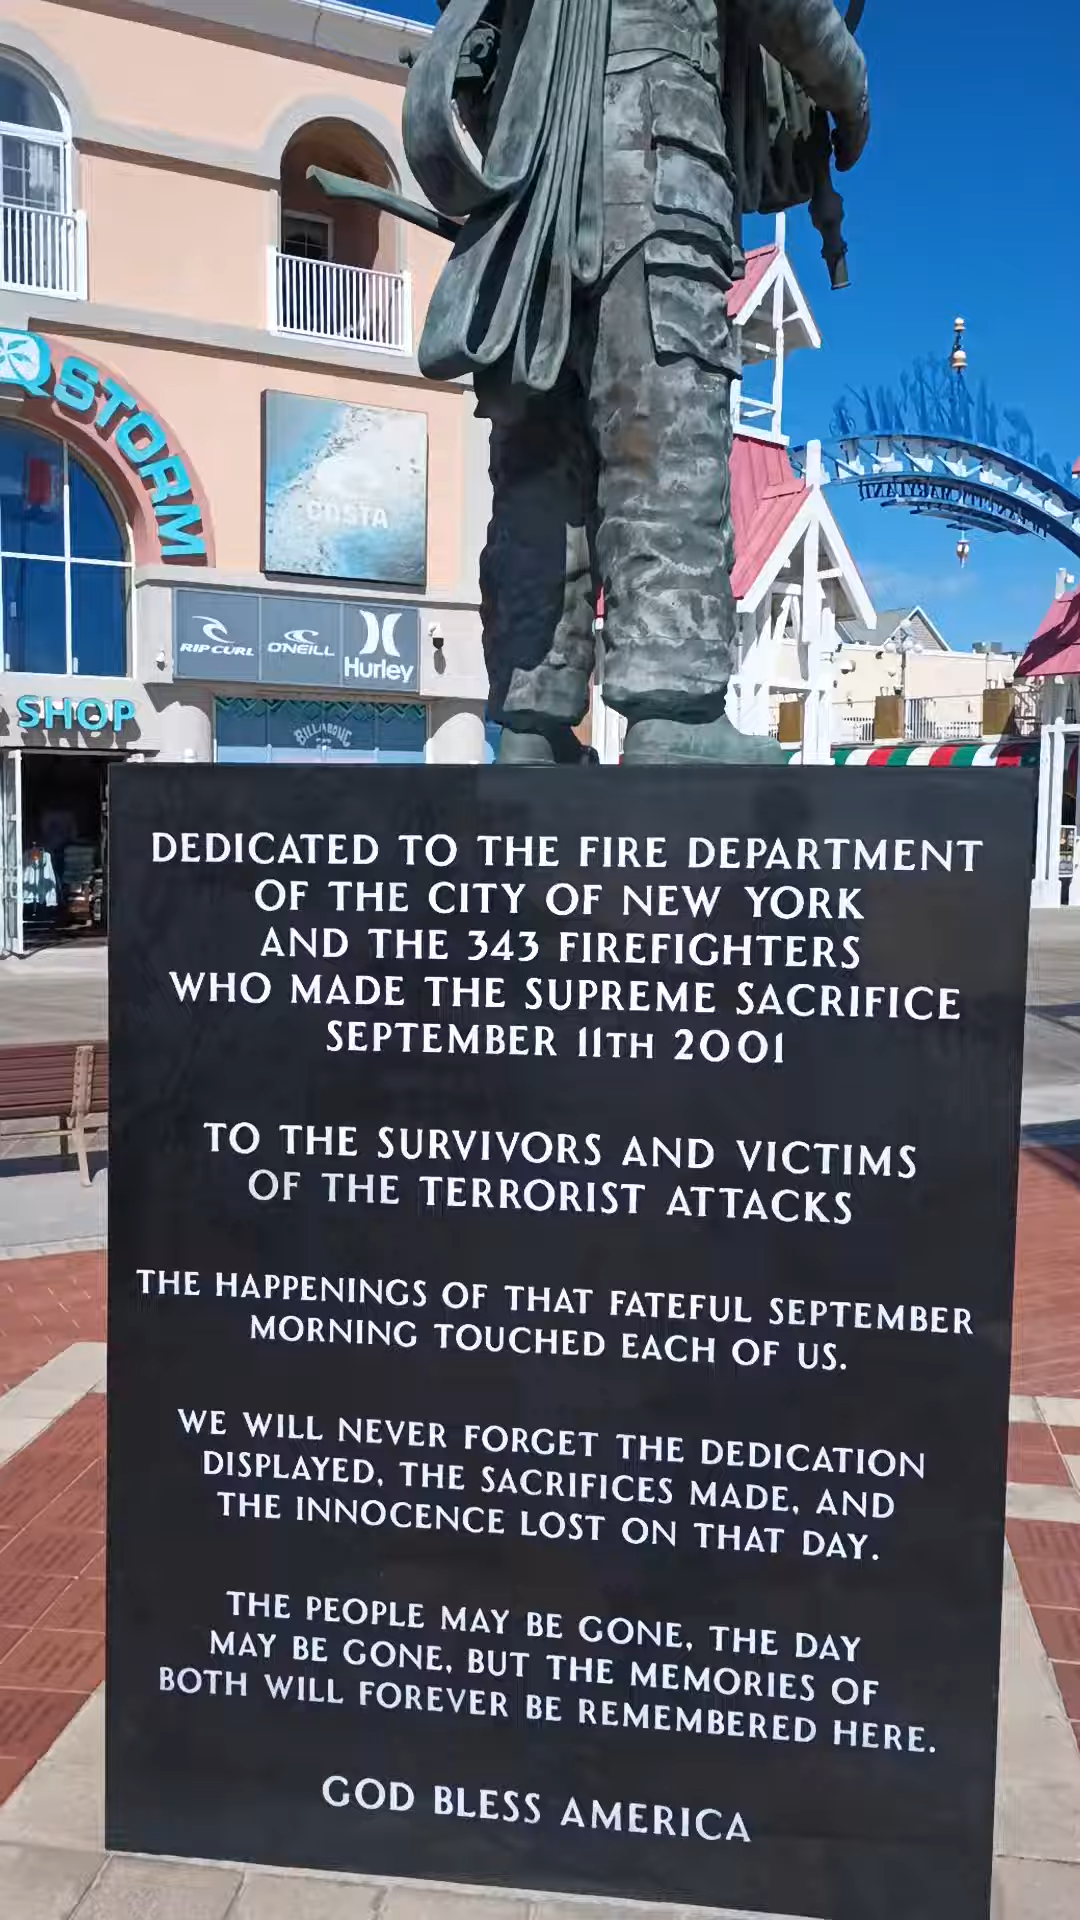 STORM
COSTA
RIP CURL
O'NEILL
Hurley
SHOP
BILLABONG
DEDICATED TO THE FIRE DEPARTMENT
OF THE CITY OF NEW YORK
AND THE 343 FIREFIGHTERS
WHO MADE THE SUPREME SACRIFICE
SEPTEMBER 11TH 2001
TO THE SURVIVORS AND VICTIMS
OF THE TERRORIST ATTACKS
THE HAPPENINGS OF THAT FATEFUL SEPTEMBER
MORNING TOUCHED EACH OF US.
WE WILL NEVER FORGET THE DEDICATION
DISPLAYED, THE SACRIFICES MADE, AND
THE INNOCENCE LOST ON THAT DAY.
THE PEOPLE MAY BE GONE, THE DAY
MAY BE GONE, BUT THE MEMORIES OF
BOTH WILL FOREVER BE REMEMBERED HERE.
GOD BLESS AMERICA